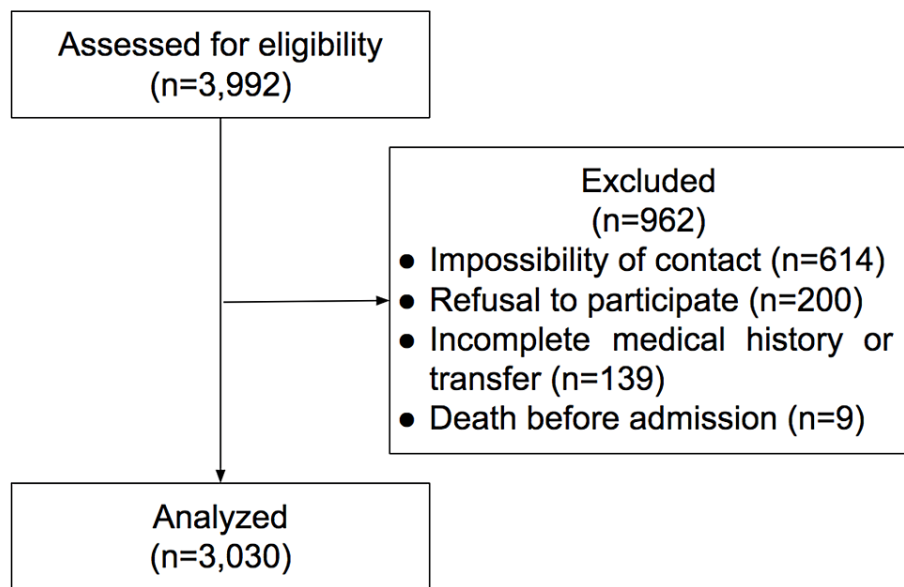 Assessed for eligibility
(n=3,992)
Excluded
(n=962)
● Impossibility of contact (n=614)
● Refusal to participate (n=200)
● Incomplete medical history or
transfer (n=139)
● Death before admission (n=9)
Analyzed
(n=3,030)